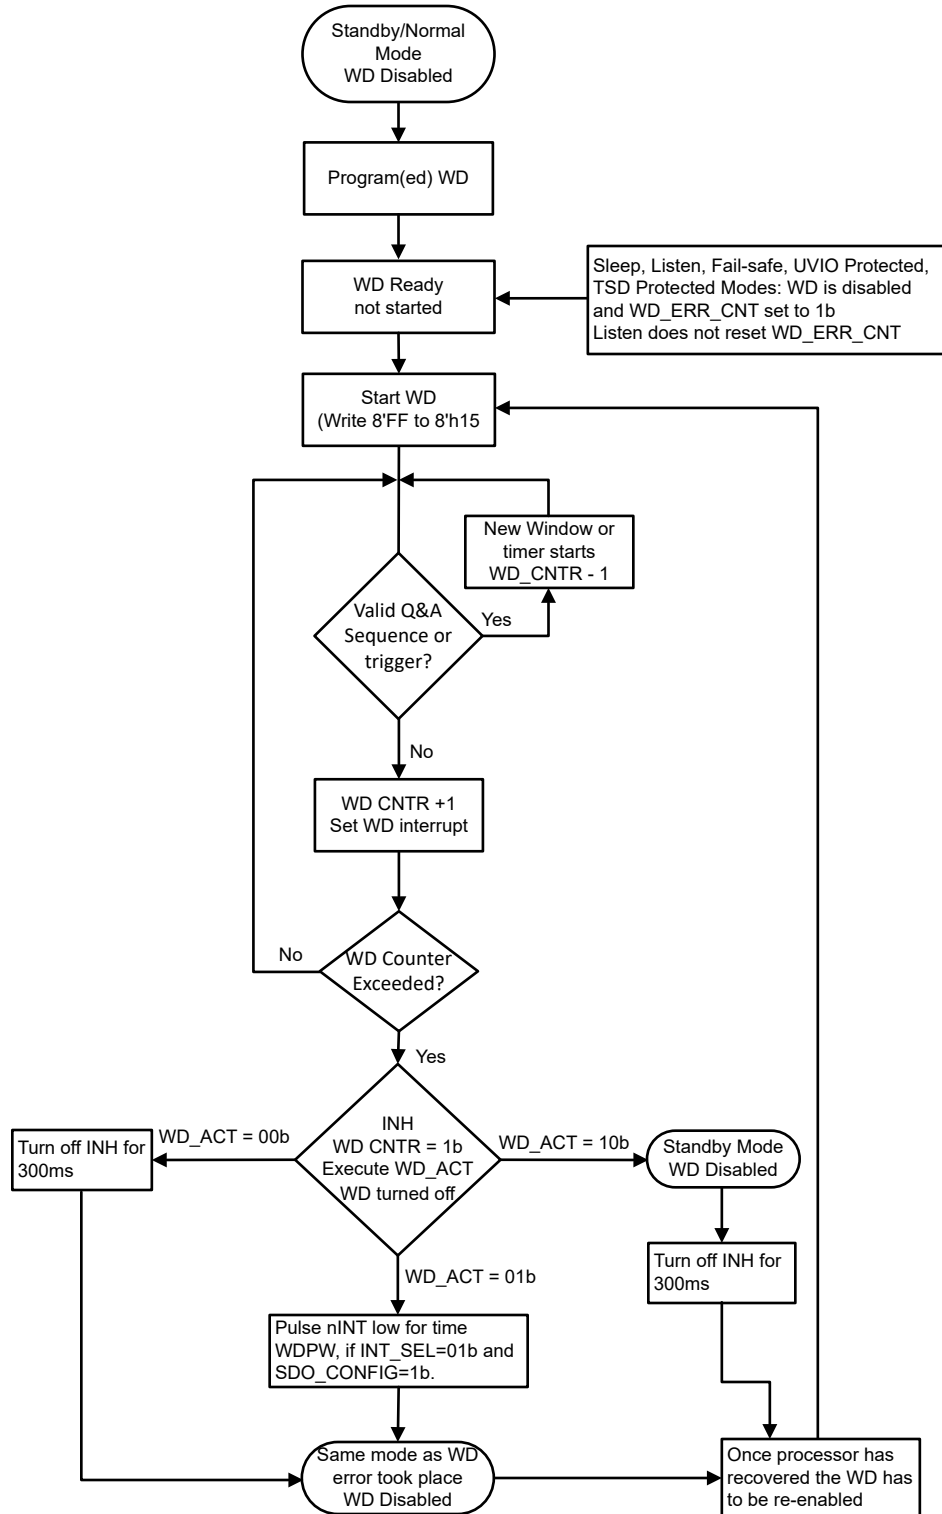 Standby/Normal
Mode
WD Disabled
Program(ed) WD
WD Ready
not started
Sleep, Listen, Fail-safe, UVIO Protected,
TSD Protected Modes: WD is disabled
and WD_ERR_CNT set to 1b
Listen does not reset WD_ERR_CNT
Start WD
(Write 8'FF to 8'h15
New Window or
timer starts
WD_CNTR - 1
Valid Q&A
Sequence or
trigger?
Yes
No
WD CNTR +1
Set WD interrupt
WD Counter
Exceeded?
No
Yes
INH
WD CNTR = 1b
Execute WD_ACT
WD turned off
WD_ACT = 00b
Turn off INH for
300ms
WD_ACT = 10b
Standby Mode
WD Disabled
Turn off INH for
300ms
WD_ACT = 01b
Pulse nINT low for time
WDPW, if INT_SEL=01b and
SDO_CONFIG=1b.
Same mode as WD
error took place
WD Disabled
Once processor has
recovered the WD has
to be re-enabled